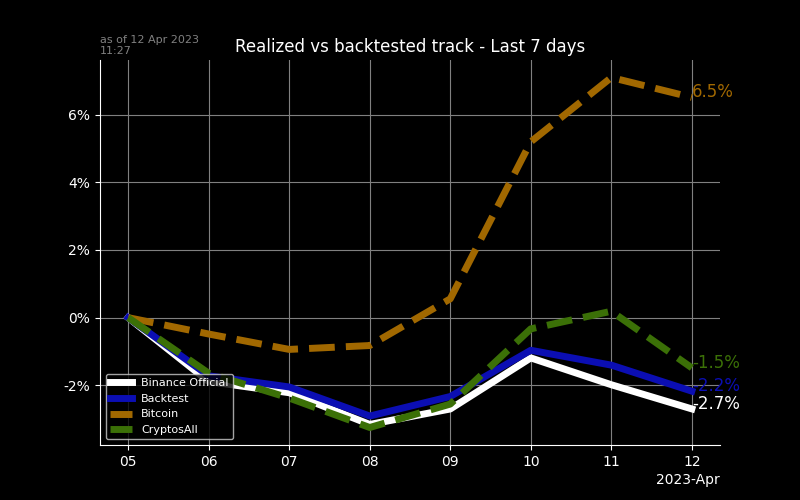 as of 12 Apr 2023
11:27
Realized vs backtested track - Last 7 days
6%
4%
2%
0%
-2%
6.5%
-1.5%
-2.2%
-2.7%
Binance Official
Backtest
Bitcoin
CryptosAll
05 06 07 08 09 10 11 12
2023-Apr